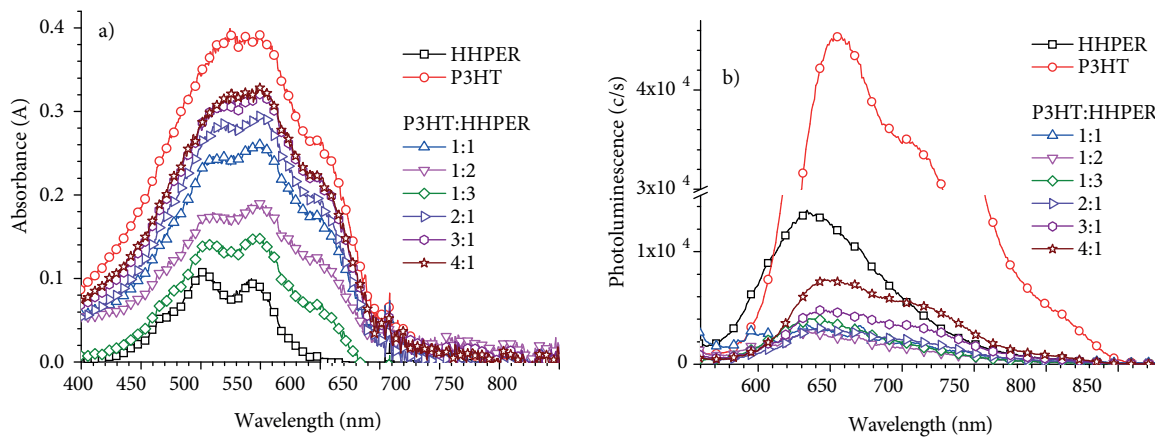 a)
0.4
0.3
0.2
0.1
0.0
Absorbance (A)
400 450 500 550 600 650 700 750 800
Wavelength (nm)
HHPER
P3HT
P3HT:HHPER
1:1
1:2
1:3
2:1
3:1
4:1
b)
4x10 4
3x10 4
1x10 4
0
Photoluminescence (c/s)
600 650 700 750 800 850
Wavelength (nm)
HHPER
P3HT
P3HT:HHPER
1:1
1:2
1:3
2:1
3:1
4:1